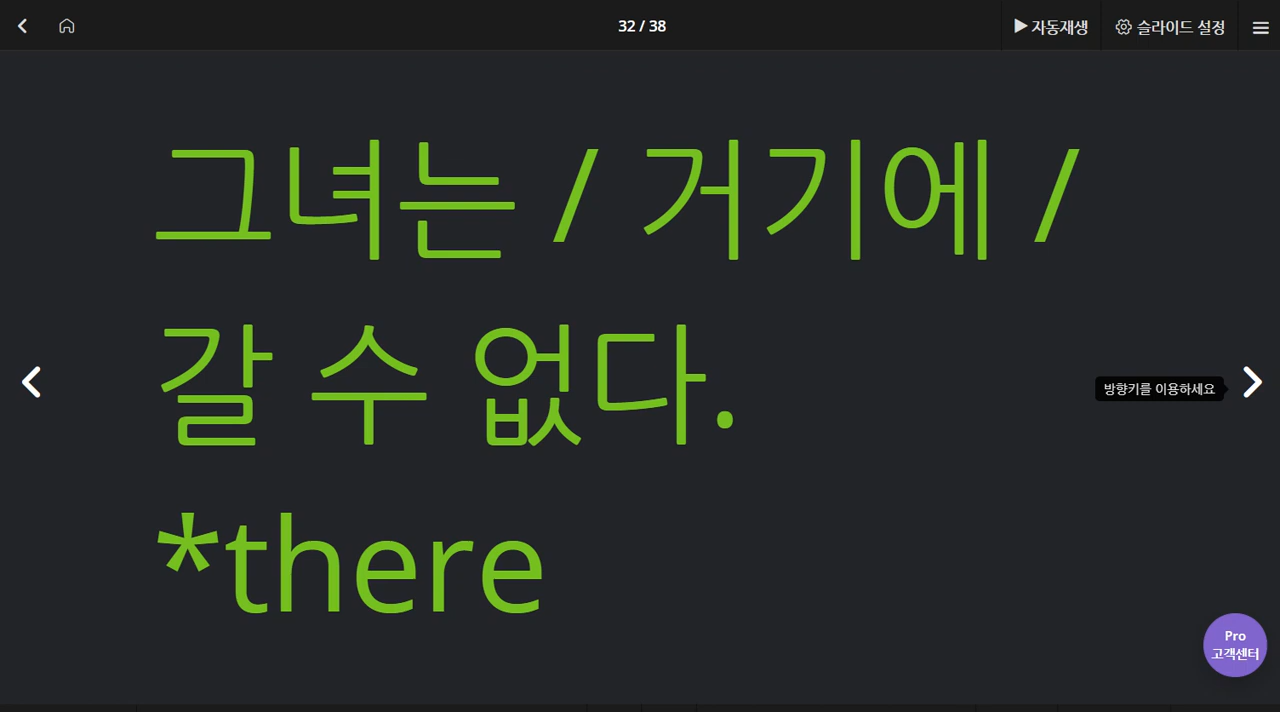 32 / 38
▶ 자동재생
슬라이드 설정
그녀는 / 거기에 /
갈 수 없다.
*there
방향키를 이용하세요
Pro
고객센터